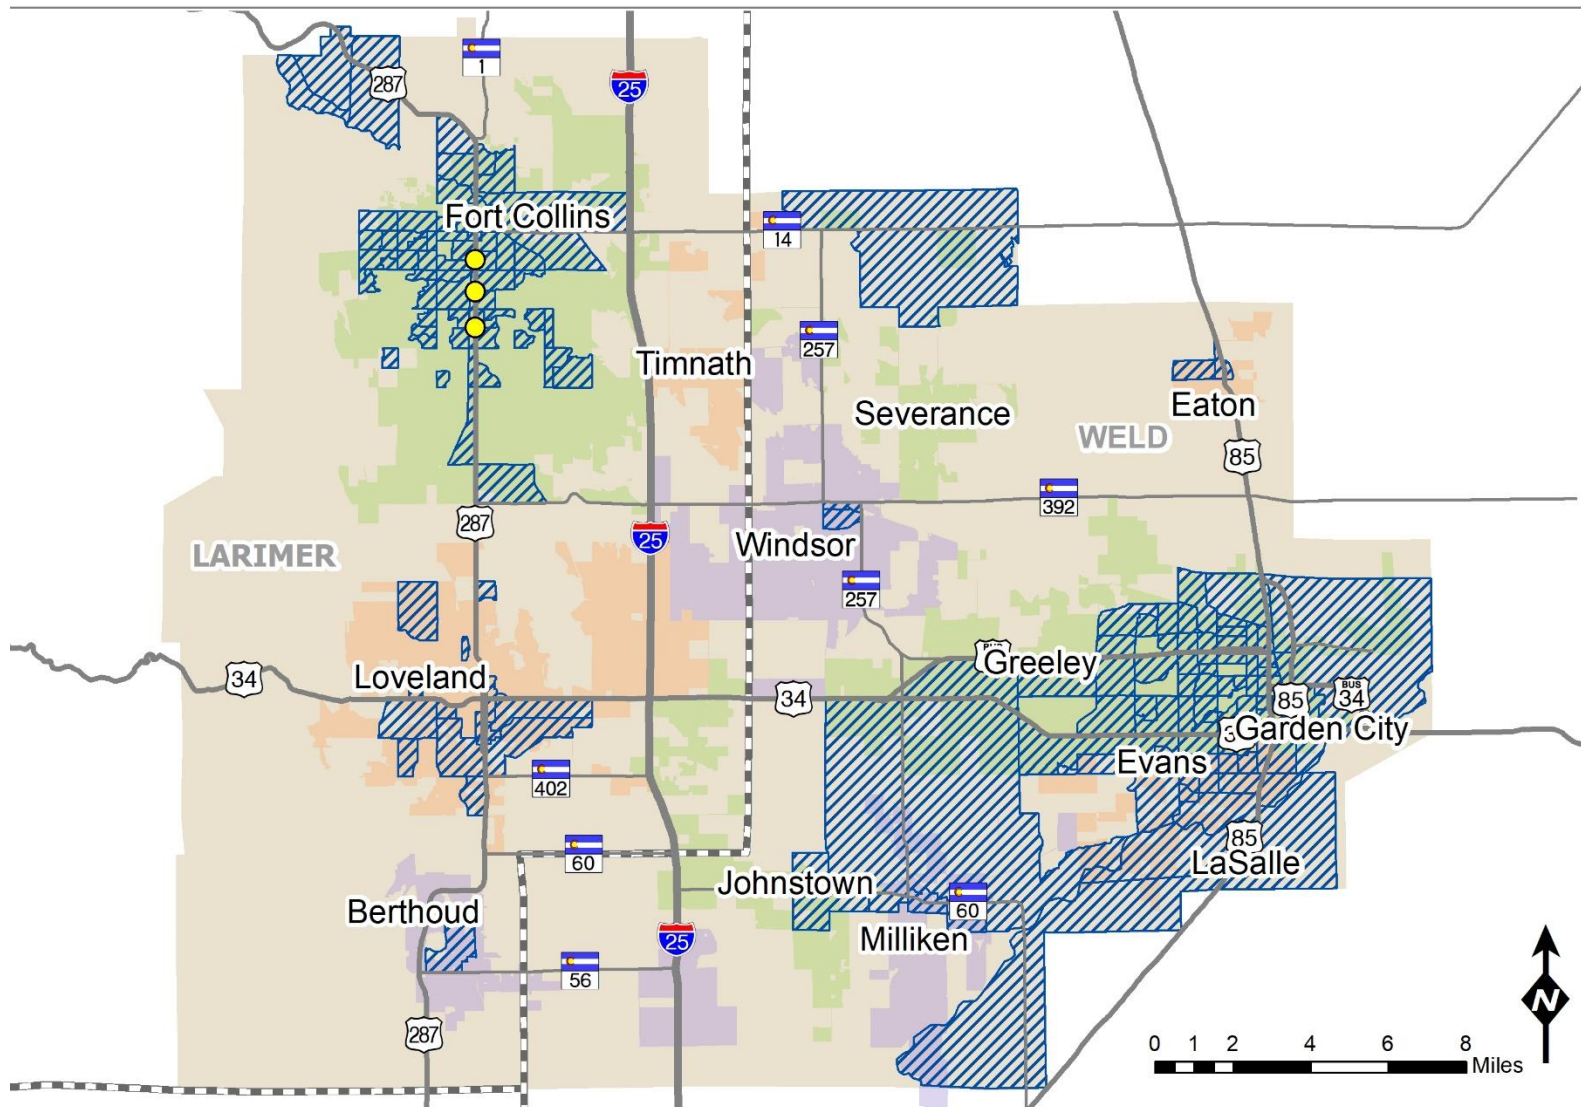 1
287
25
Fort Collins
14
257
Timnath
Severance
Eaton
WELD
85
392
287
25
Windsor
LARIMER
257
Greeley
Loveland
34
34
85
BUS
34
Garden City
Evans
402
85
60
LaSalle
Johnstown
60
Berthoud
Milliken
25
56
287
N
0 1 2 4 6 8
Miles